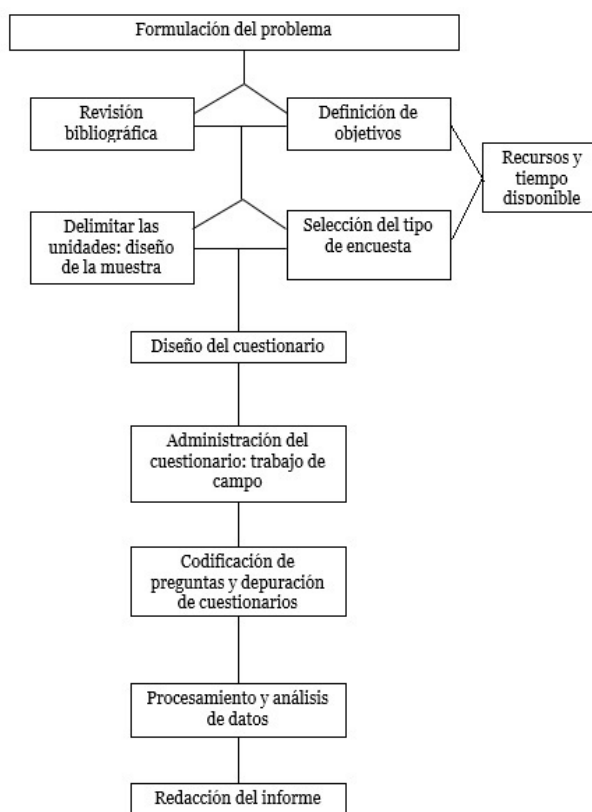 Formulación del problema
Revisión
bibliográfica
Definición de
objetivos
Recursos y
tiempo
disponible
Delimitar las
unidades: diseño
de la muestra
Selección del tipo
de encuesta
Diseño del cuestionario
Administración del
cuestionario: trabajo de
campo
Codificación de
preguntas y depuración
de cuestionarios
Procesamiento y análisis
de datos
Redacción del informe